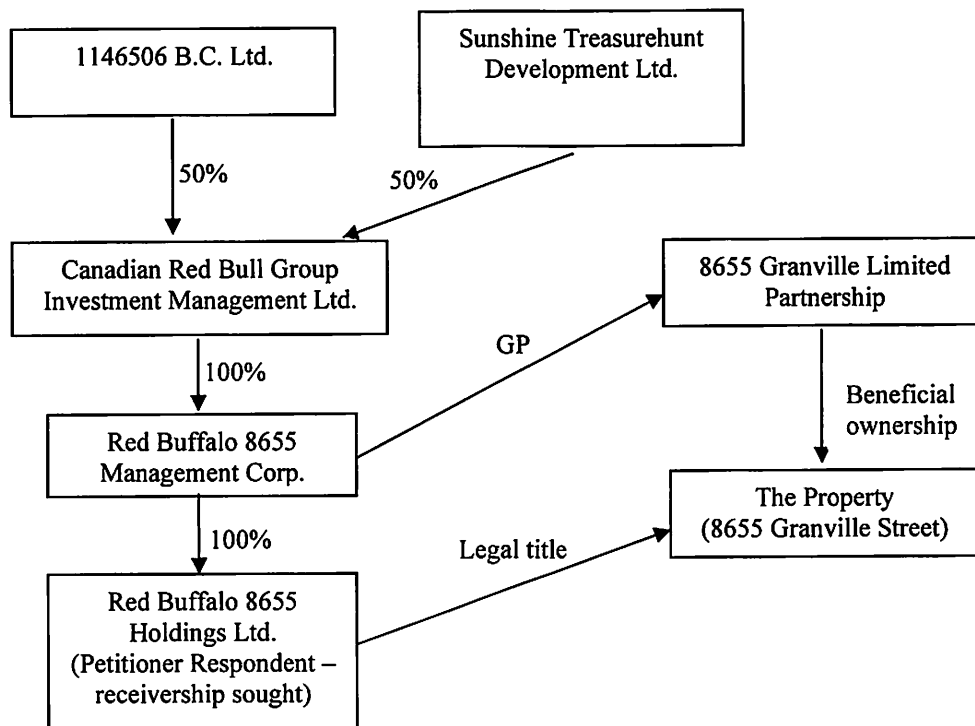 1146506 B.C. Ltd.
Sunshine Treasurehunt
Development Ltd.
50%
50%
Canadian Red Bull Group
Investment Management Ltd.
8655 Granville Limited
Partnership
GP
100%
Beneficial
ownership
Red Buffalo 8655
Management Corp.
The Property
(8655 Granville Street)
100%
Legal title
Red Buffalo 8655
Holdings Ltd.
(Petitioner Respondent –
receivership sought)